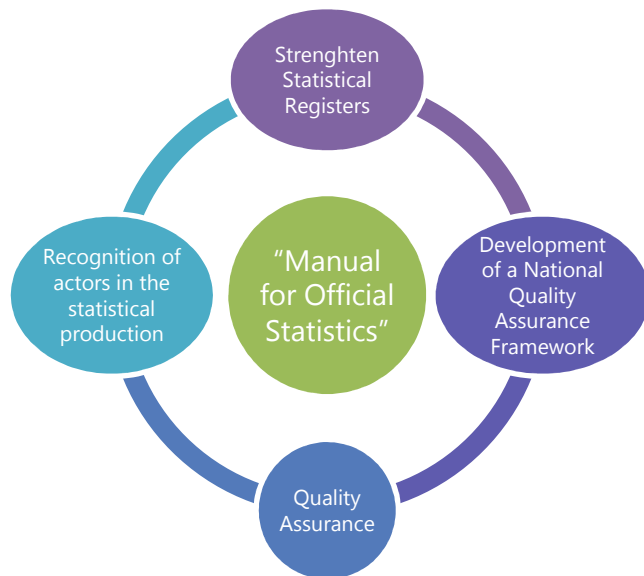 Strenghten
Statistical
Registers
Recognition of
actors in the
statistical
production
"Manual
for Official
Statistics"
Development
of a National
Quality
Assurance
Framework
Quality
Assurance